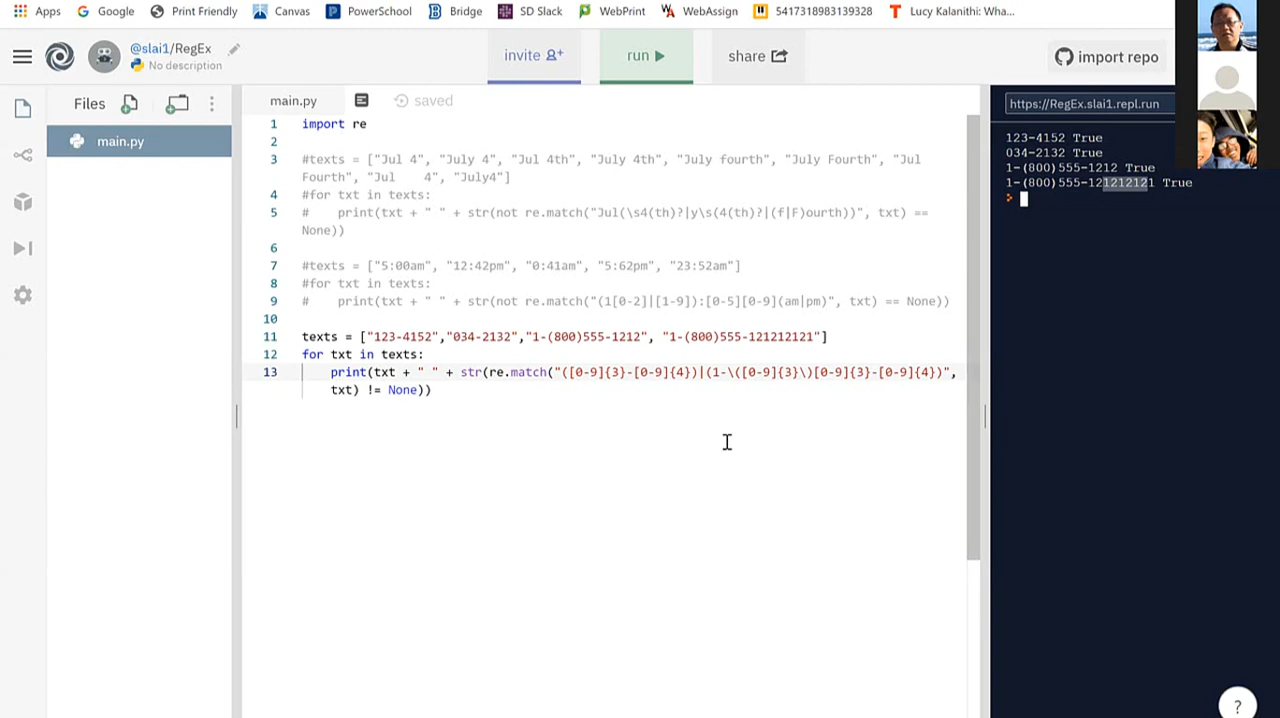 Apps Google Print Friendly Canvas PowerSchool Bridge SD Slack WebPrint WebAssign 5417318983139328 Lucy Kalanithi: Wha...
@slai1/RegEx
No description
invite
run
share
import repo
Files
main.py
main.py
saved
https://RegEx.slai1.repl.run
1 import re
2
3 #texts = ["Jul 4", "July 4", "Jul 4th", "July 4th", "July fourth", "July Fourth", "Jul
Fourth", "Jul    4", "July4"]
4 #for txt in texts:
5 #   print(txt + " " + str(not re.match("Jul(\s4(th)?|y\s(4(th)?|(f|F)ourth))", txt) ==
None))
6
7 #texts = ["5:00am", "12:42pm", "0:41am", "5:62pm", "23:52am"]
8 #for txt in texts:
9 #   print(txt + " " + str(not re.match("(1[0-2]|[1-9]):[0-5][0-9](am|pm)", txt) == None))
10
11 texts = ["123-4152","034-2132","1-(800)555-1212", "1-(800)555-121212121"]
12 for txt in texts:
13 print(txt + " " + str(re.match("([0-9]{3}-[0-9]{4})|(1-\([0-9]{3}\)[0-9]{3}-[0-9]{4})",
txt) != None))
123-4152 True
034-2132 True
1-(800)555-1212 True
1-(800)555-121212121 True
>
?